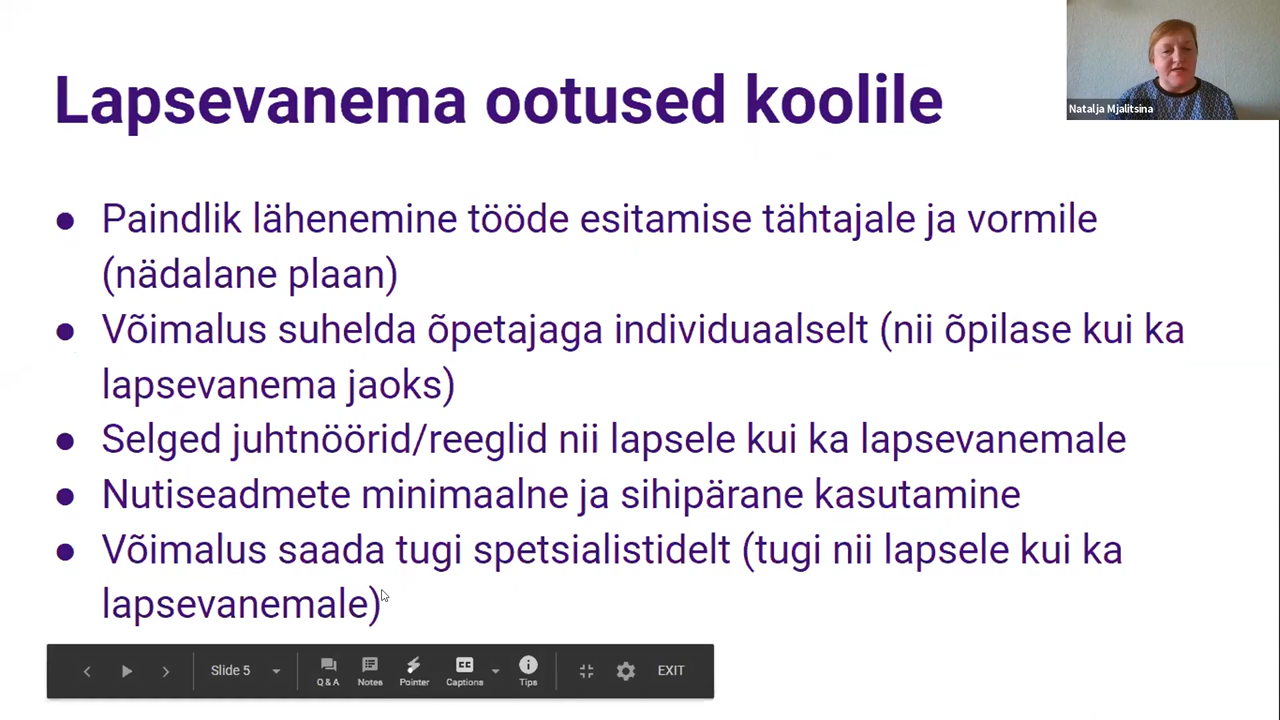 Lapsevanema ootused koolile
Natalja Mjalitsina
● Paindlik lähenemine tööde esitamise tähtajale ja vormile
(nädalane plaan)
● Võimalus suhelda õpetajaga individuaalselt (nii õpilase kui ka
lapsevanema jaoks)
● Selged juhtnöörid/reeglid nii lapsele kui ka lapsevanemale
● Nutiseadmete minimaalne ja sihipärane kasutamine
● Võimalus saada tugi spetsialistidelt (tugi nii lapsele kui ka
lapsevanemale)
Slide 5 Q & A Notes Pointer CC Captions Tips EXIT